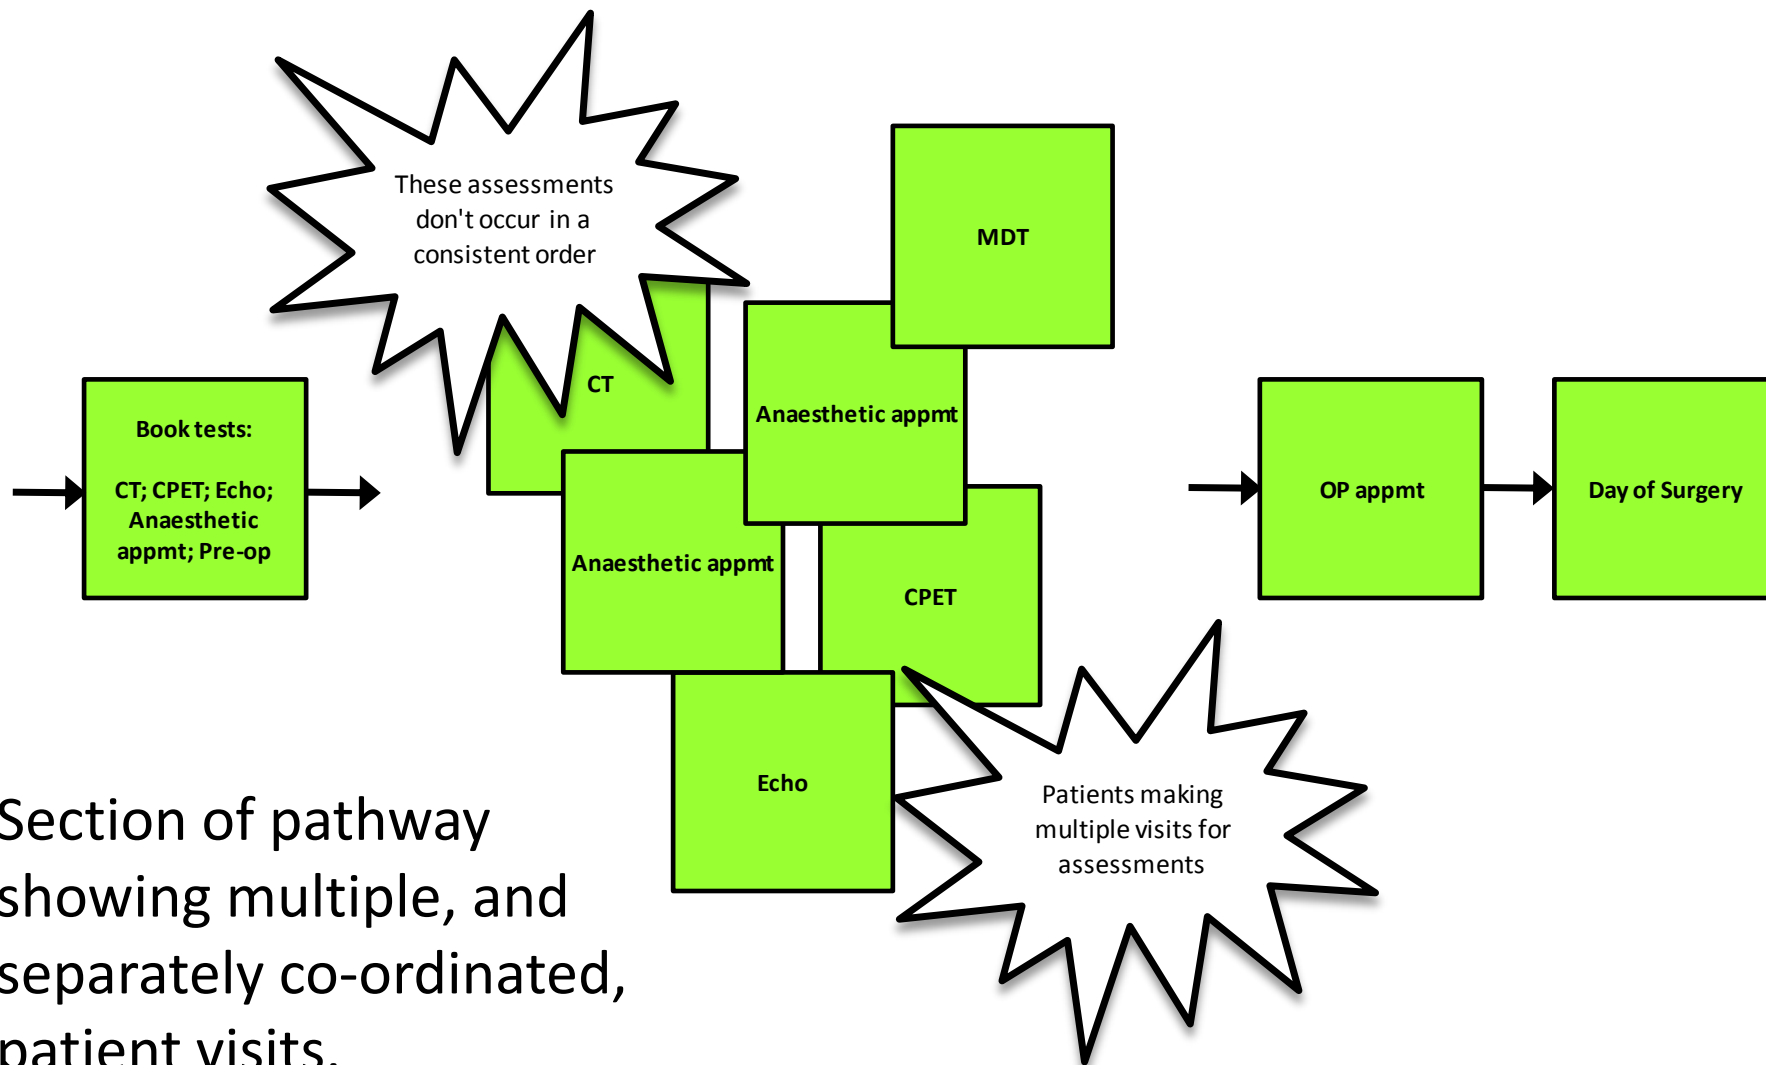 These assessments
don't occur in a
consistent order
MDT
CT
Anaesthetic appmt
Book tests:
CT; CPET; Echo;
Anaesthetic
appmt; Pre-op
OP appmt
Day of Surgery
Anaesthetic appmt
CPET
Echo
Patients making
multiple visits for
assessments
Section of pathway
showing multiple, and
separately co-ordinated,
patient visits.